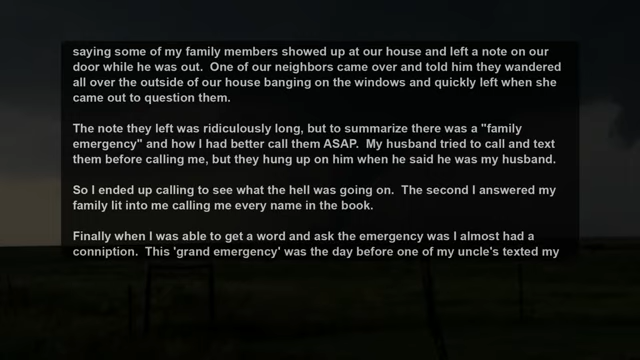 saying some of my family members showed up at our house and left a note on our
door while he was out.  One of our neighbors came over and told him they wandered
all over the outside of our house banging on the windows and quickly left when she
came out to question them.
The note they left was ridiculously long, but to summarize there was a "family
emergency" and how I had better call them ASAP.  My husband tried to call and text
them before calling me, but they hung up on him when he said he was my husband.
So I ended up calling to see what the hell was going on.  The second I answered my
family lit into me calling me every name in the book.
Finally when I was able to get a word and ask the emergency was I almost had a
conniption.  This 'grand emergency' was the day before one of my uncle's texted my